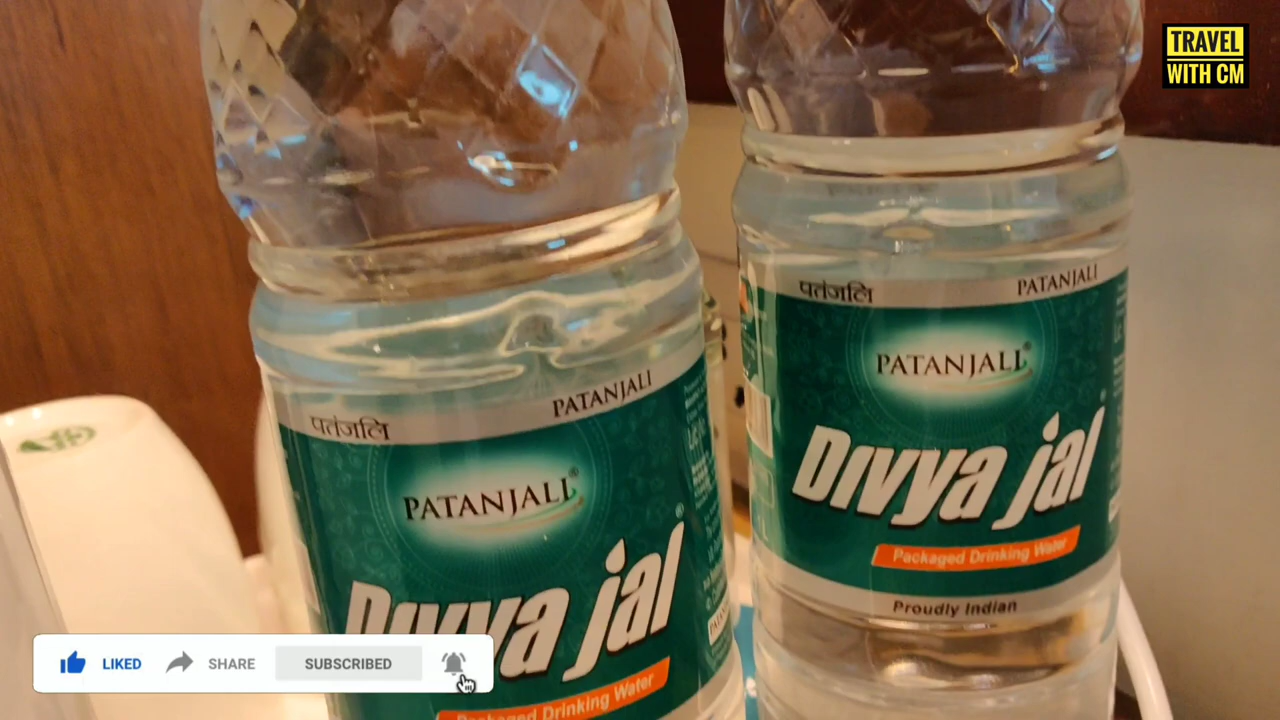 TRAVEL
WITH CM
पतंजलि
PATANJALI
PATANJALI®
Divya jal®
Packaged Drinking Water
पतंजलि
PATANJALI
PATANJALI®
Divya jal
Packaged Drinking Water
Proudly Indian
LIKED
SHARE
SUBSCRIBED